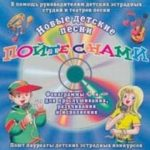 В помощь руководителям детских эстрадных
студий и театров песни
Новые детские
песни
ПОЙТЕ С НАМИ
Фонограммы
для прослушивания,
разучивания
и исполнения
Поют лауреаты детских эстрадных конкурсов